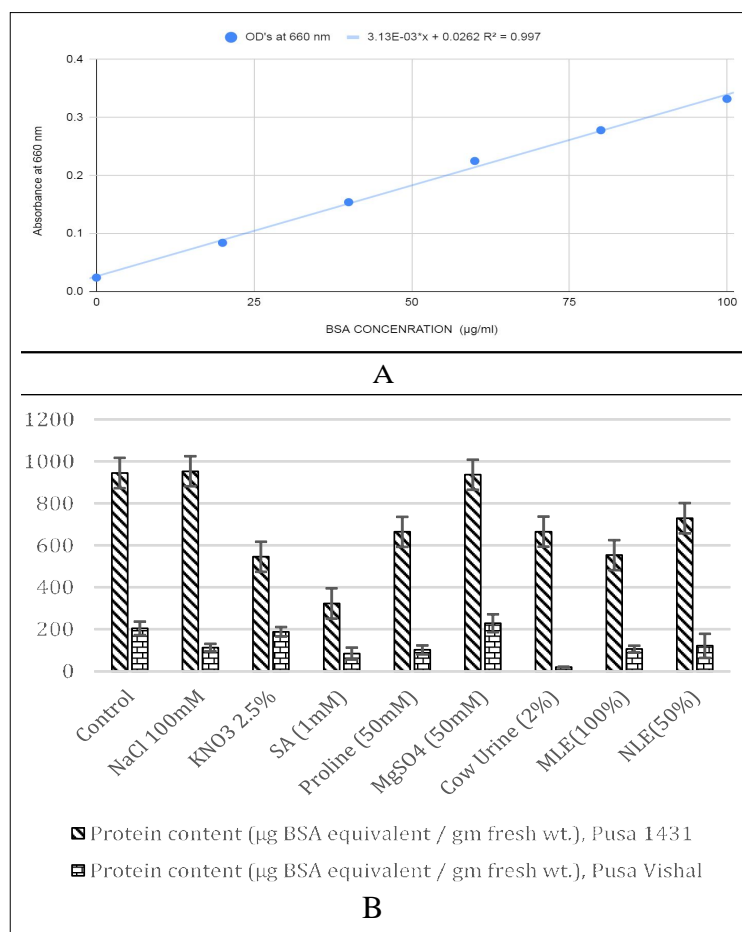 OD's at 660 nm 3.13E-03*x + 0.0262 R² = 0.997
0.4
0.3
0.2
0.1
0.0
Absorbance at 660 nm
0 25 50 75 100
BSA CONCENRATION (µg/ml)
A
1200
1000
800
600
400
200
0
Control
NaCl 100mM
KNO3 2.5%
SA (1mM)
Proline (50mM)
MgSO4 (50mM)
Cow Urine (2%)
MLE(100%)
NLE(50%)
Protein content (µg BSA equivalent / gm fresh wt.), Pusa 1431
Protein content (µg BSA equivalent / gm fresh wt.), Pusa Vishal
B